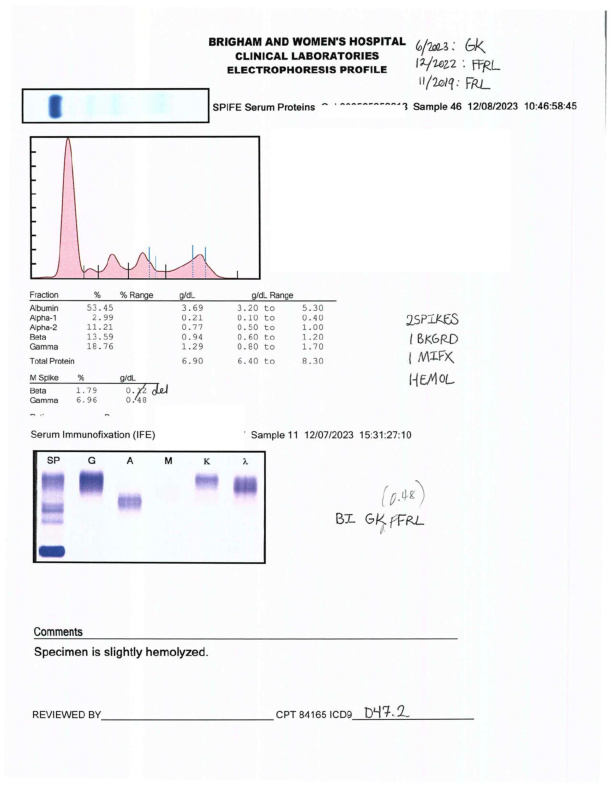 BRIGHAM AND WOMEN'S HOSPITAL
CLINICAL LABORATORIES
ELECTROPHORESIS PROFILE
6/2023: GK
12/2022: FFRL
11/2019: FRL
SPIFE Serum Proteins Sample 46 12/08/2023 10:46:58:45
Fraction % % Range g/dL g/dL Range
Albumin 53.45 3.69 3.20 to 5.30
Alpha-1 2.99 0.21 0.10 to 0.40
Alpha-2 11.21 0.77 0.50 to 1.00
Beta 13.59 0.94 0.60 to 1.20
Gamma 18.76 1.29 0.80 to 1.70
Total Protein 6.90 6.40 to 8.30
2SPIKES
1 BKGRD
1 MIFX
HEMOL
M Spike % g/dL
Beta 1.79 0.12 del
Gamma 6.96 0.48
Serum Immunofixation (IFE) Sample 11 12/07/2023 15:31:27:10
SP G A M K λ
(0.48)
BI GK, FFRL
Comments
Specimen is slightly hemolyzed.
REVIEWED BY CPT 84165 ICD9 D47.2